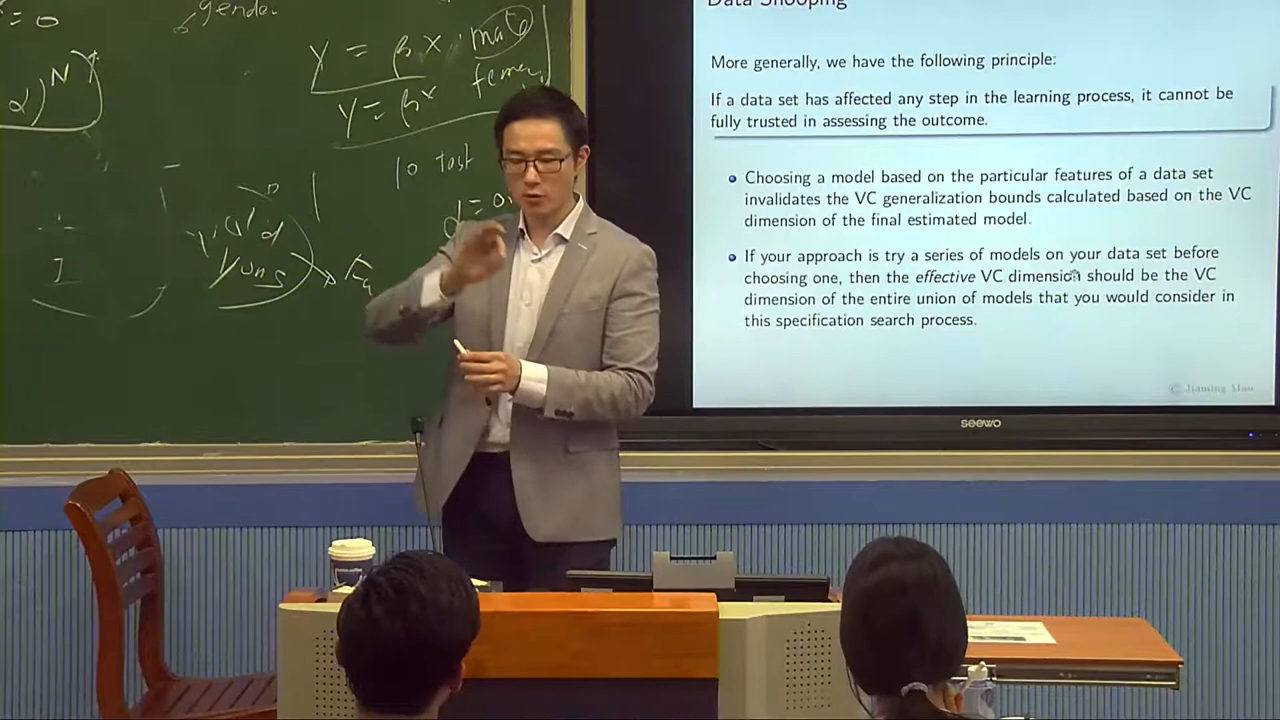 gender
= 0
Y = βX male
female
Y = βX
α)^N
10 test
α = 0.
I
Data Snooping
More generally, we have the following principle:
If a data set has affected any step in the learning process, it cannot be
fully trusted in assessing the outcome.
Choosing a model based on the particular features of a data set
invalidates the VC generalization bounds calculated based on the VC
dimension of the final estimated model.
If your approach is try a series of models on your data set before
choosing one, then the effective VC dimension should be the VC
dimension of the entire union of models that you would consider in
this specification search process.
© Jiaming Mao
seewo